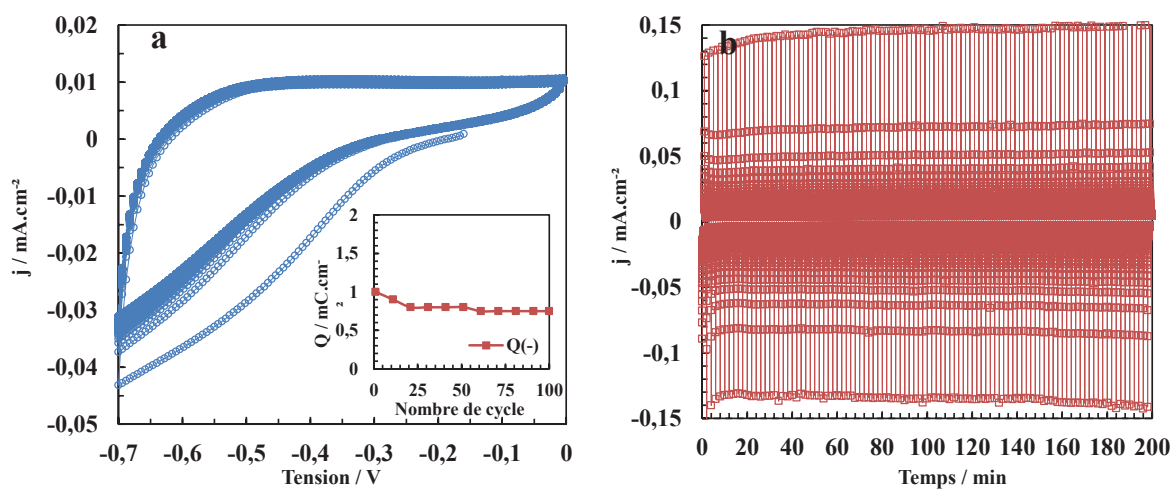 a
0,02
0,01
0
-0,01
-0,02
-0,03
-0,04
-0,05
j / mA.cm⁻²
-0,7 -0,6 -0,5 -0,4 -0,3 -0,2 -0,1 0
Tension / V
2
1,5
1
0,5
0
Q / mC.cm⁻²
Q(-)
0 25 50 75 100
Nombre de cycle
b
0,15
0,1
0,05
0
-0,05
-0,1
-0,15
j / mA.cm⁻²
0 20 40 60 80 100 120 140 160 180 200
Temps / min